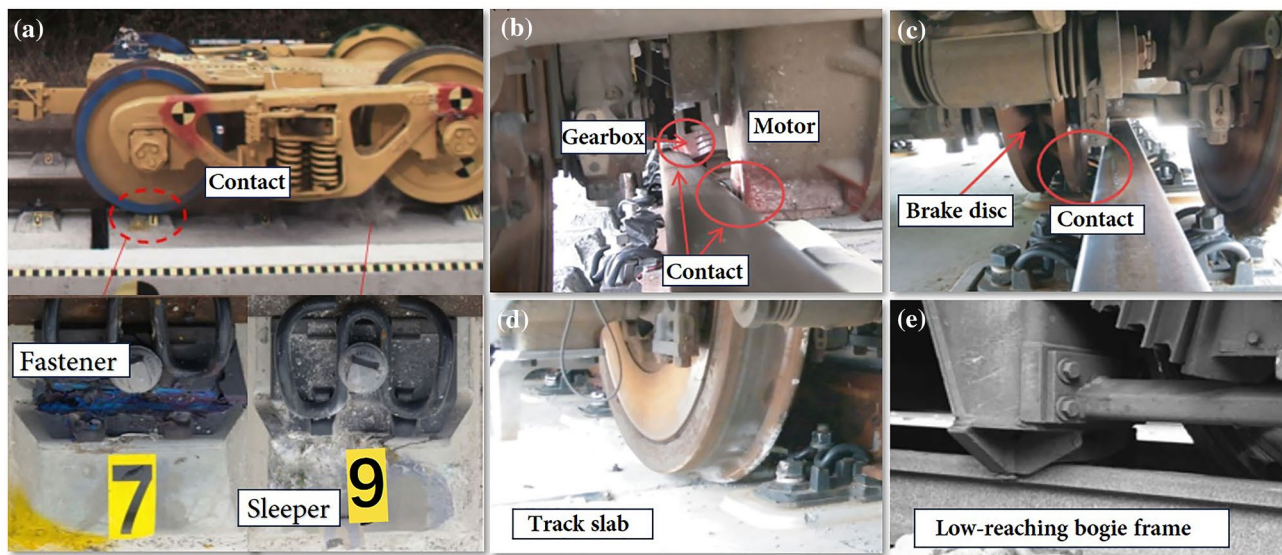 (a)
Contact
Fastener
7
Sleeper
9
(b)
Gearbox
Motor
Contact
(c)
Brake disc
Contact
(d)
Track slab
(e)
Low-reaching bogie frame